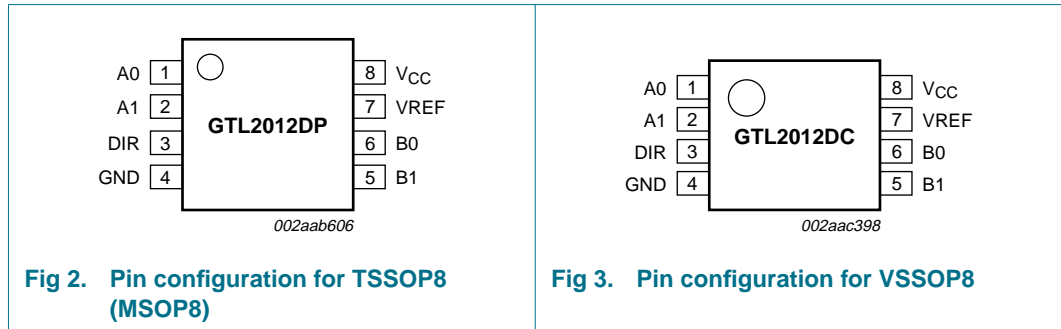 A0 1 8 VCC
A1 2 7 VREF
GTL2012DP
DIR 3 6 B0
GND 4 5 B1
002aab606
Fig 2. Pin configuration for TSSOP8
(MSOP8)
A0 1 8 VCC
A1 2 7 VREF
GTL2012DC
DIR 3 6 B0
GND 4 5 B1
002aac398
Fig 3. Pin configuration for VSSOP8